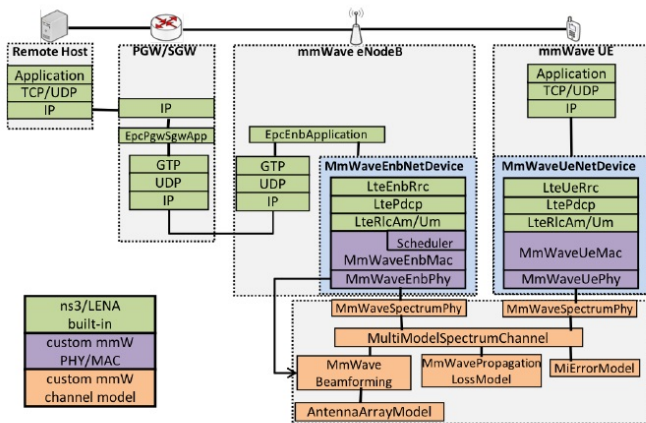 Remote Host
Application
TCP/UDP
IP
PGW/SGW
IP
EpcPgwSgwApp
GTP
UDP
IP
mmWave eNodeB
EpcEnbApplication
GTP
UDP
IP
MmWaveEnbNetDevice
LteEnbRrc
LtePdcp
LteRlcAm/Um
Scheduler
MmWaveEnbMac
MmWaveEnbPhy
mmWave UE
Application
TCP/UDP
IP
MmWaveUeNetDevice
LteUeRrc
LtePdcp
LteRlcAm/Um
MmWaveUeMac
MmWaveUePhy
MmWaveSpectrumPhy
MmWaveSpectrumPhy
MultiModelSpectrumChannel
MmWave
Beamforming
MmWavePropagation
LossModel
MiErrorModel
AntennaArrayModel
ns3/LENA
built-in
custom mmW
PHY/MAC
custom mmW
channel model